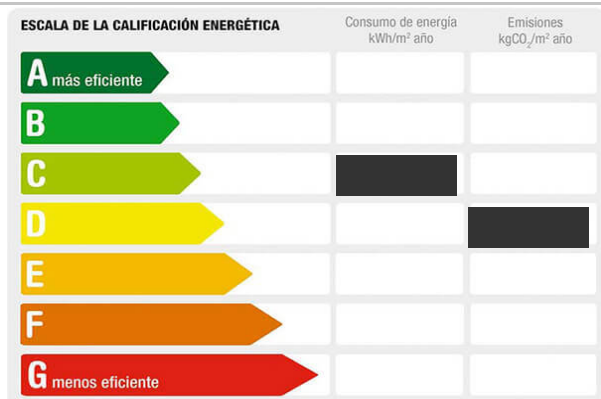 ESCALA DE LA CALIFICACIÓN ENERGÉTICA
Consumo de energía
kWh/m² año
Emisiones
kgCO₂/m² año
A más eficiente
B
C
D
E
F
G menos eficiente